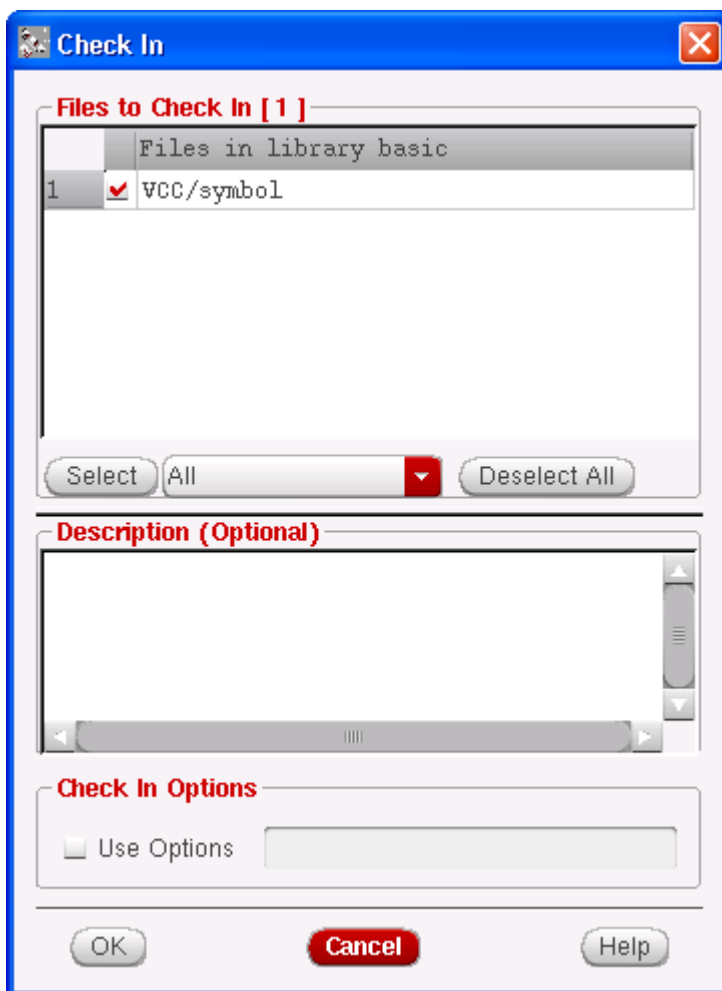 Check In
Files to Check In [ 1 ]
Files in library basic
1 VCC/symbol
Select All Deselect All
Description (Optional)
Check In Options
Use Options
OK Cancel Help